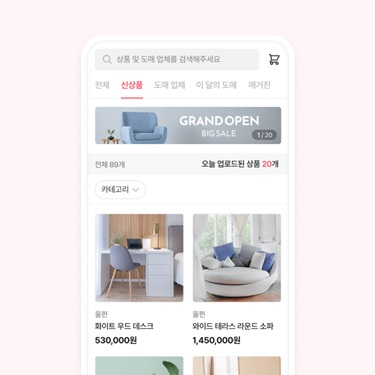 상품 및 도매 업체를 검색해주세요
전체 신상품 도매 업체 이 달의 도매 매거진
GRAND OPEN
BIG SALE
1 / 20
전체 89개 오늘 업로드된 상품 20개
카테고리
올펀 올펀
화이트 우드 데스크 와이드 테라스 라운드 소파
530,000원 1,450,000원